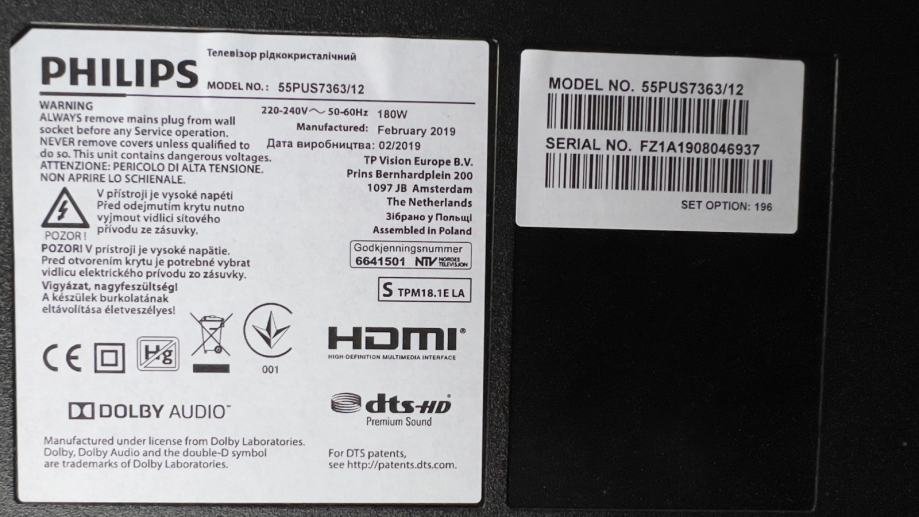 Телевізор рідкокристалічний
PHILIPS
MODEL NO.: 55PUS7363/12
WARNING
ALWAYS remove mains plug from wall
socket before any Service operation.
NEVER remove covers unless qualified to
do so. This unit contains dangerous voltages.
ATTENZIONE: PERICOLO DI ALTA TENSIONE.
NON APRIRE LO SCHIENALE.
V přístroji je vysoké napětí
Před odejmutím krytu nutno
vyjmout vidlici síťového
přívodu ze zásuvky.
POZOR!
POZOR! V prístroji je vysoké napätie.
Pred otvorením krytu je potrebné vybrat
vidlicu elektrického prívodu zo zásuvky.
Vigyázat, nagyfeszültség!
A készülek burkolatának
eltávolítása életveszélyes!
220-240V～ 50-60Hz 180W
Manufactured: February 2019
Дата виробництва: 02/2019
TP Vision Europe B.V.
Prins Bernhardplein 200
1097 JB Amsterdam
The Netherlands
Зібрано у Польщі
Assembled in Poland
Godkjenningsnummer
6641501 NTV NORGES TELEVISJON
S TPM18.1E LA
CE
Hg
001
HDMI®
HIGH-DEFINITION MULTIMEDIA INTERFACE
DOLBY AUDIO™
Manufactured under license from Dolby Laboratories.
Dolby, Dolby Audio and the double-D symbol
are trademarks of Dolby Laboratories.
dts-HD
Premium Sound
For DTS patents,
see http://patents.dts.com.
MODEL NO. 55PUS7363/12
SERIAL NO. FZ1A1908046937
SET OPTION: 196